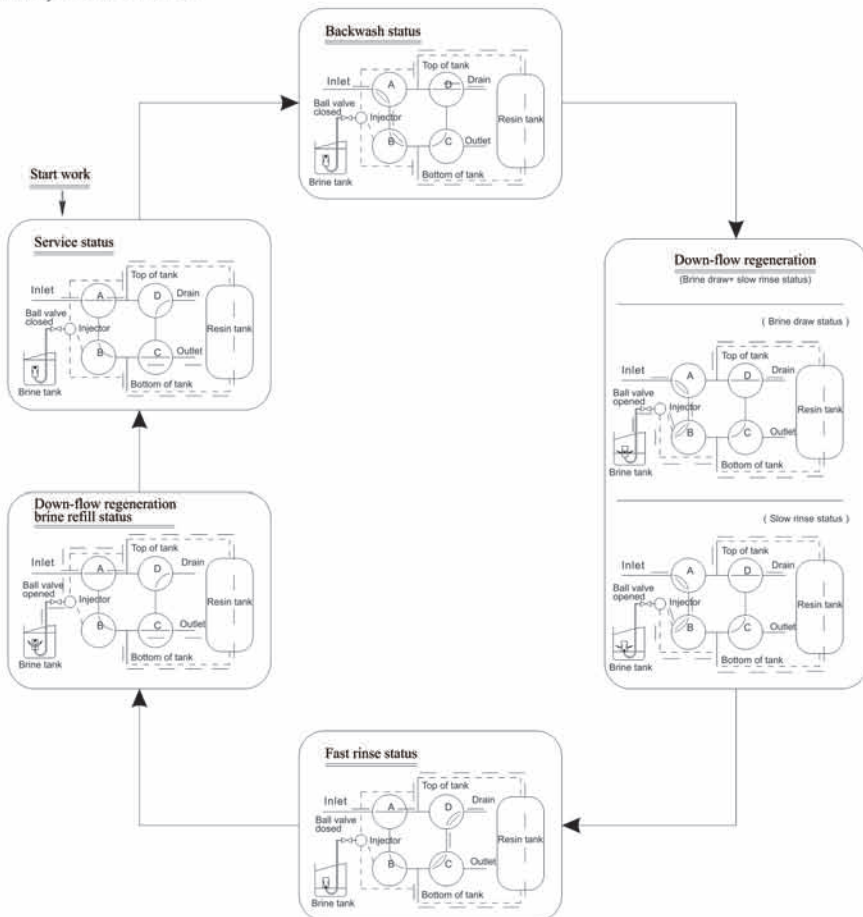 Backwash status
Top of tank
Inlet
A
D
Drain
Ball valve
closed
Injector
Resin tank
B
C
Outlet
Brine tank
Bottom of tank
Start work
Service status
Top of tank
Inlet
A
D
Drain
Ball valve
closed
Injector
Resin tank
B
C
Outlet
Brine tank
Bottom of tank
Down-flow regeneration
(Brine draw+ slow rinse status)
( Brine draw status )
Top of tank
Inlet
A
D
Drain
Ball valve
opened
Injector
Resin tank
B
C
Outlet
Brine tank
Bottom of tank
( Slow rinse status )
Top of tank
Inlet
A
D
Drain
Ball valve
opened
Injector
Resin tank
B
C
Outlet
Brine tank
Bottom of tank
Down-flow regeneration
brine refill status
Top of tank
Inlet
A
D
Drain
Ball valve
opened
Injector
Resin tank
B
C
Outlet
Brine tank
Bottom of tank
Fast rinse status
Top of tank
Inlet
A
D
Drain
Ball valve
dosed
Injector
Resin tank
B
C
Outlet
Brine tank
Bottom of tank